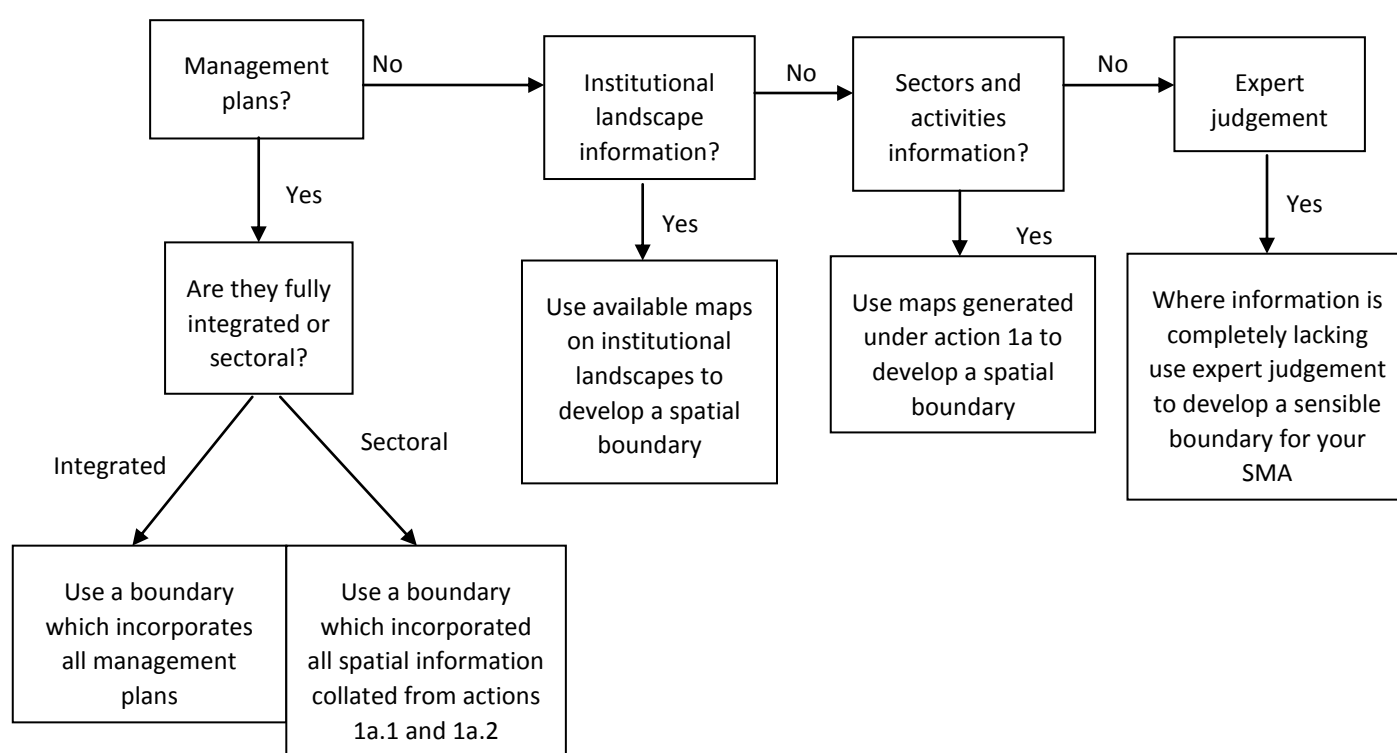 Management
plans?
No
Institutional
landscape
information?
No
Sectors and
activities
information?
No
Expert
judgement
Yes
Yes
Yes
Yes
Are they fully
integrated or
sectoral?
Use available maps
on institutional
landscapes to
develop a spatial
boundary
Use maps generated
under action 1a to
develop a spatial
boundary
Where information is
completely lacking
use expert judgement
to develop a sensible
boundary for your
SMA
Integrated
Sectoral
Use a boundary
which incorporates
all management
plans
Use a boundary
which incorporated
all spatial information
collated from actions
1a.1 and 1a.2